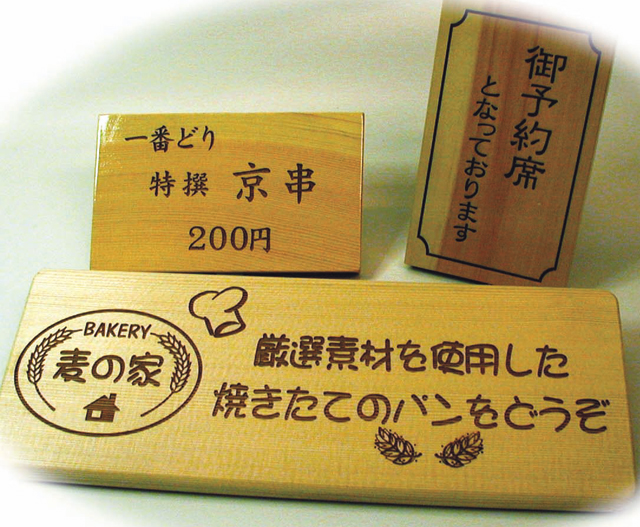 一番どり
特撰 京串
200円
御予約席
となっております
BAKERY
麦の家
厳選素材を使用した
焼きたてのパンをどうぞ